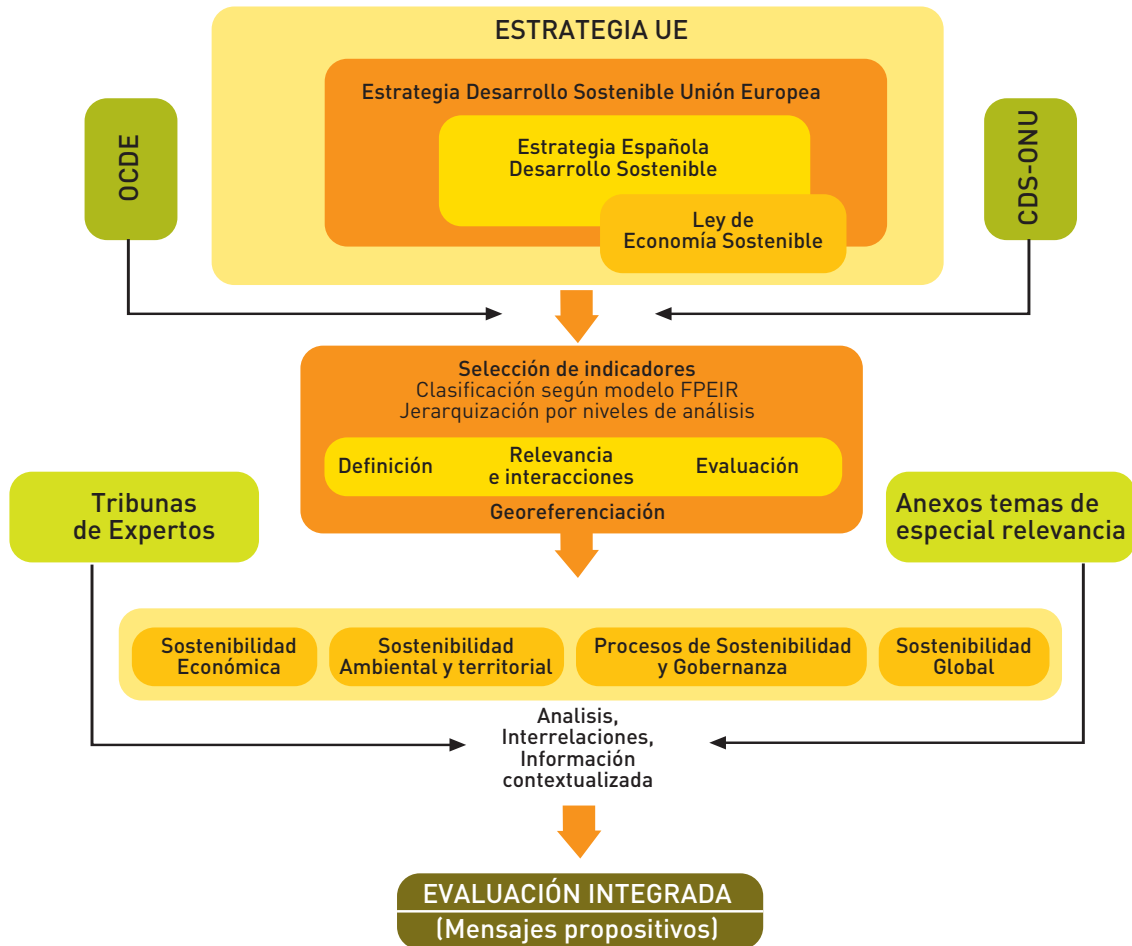 ESTRATEGIA UE
Estrategia Desarrollo Sostenible Unión Europea
Estrategia Española
Desarrollo Sostenible
Ley de
Economía Sostenible
OCDE
CDS-ONU
Selección de indicadores
Clasificación según modelo FPEIR
Jerarquización por niveles de análisis
Definición
Relevancia
e interacciones
Evaluación
Georeferenciación
Tribunas
de Expertos
Anexos temas de
especial relevancia
Sostenibilidad
Económica
Sostenibilidad
Ambiental y territorial
Procesos de Sostenibilidad
y Gobernanza
Sostenibilidad
Global
Analisis,
Interrelaciones,
Información
contextualizada
EVALUACIÓN INTEGRADA
(Mensajes propositivos)